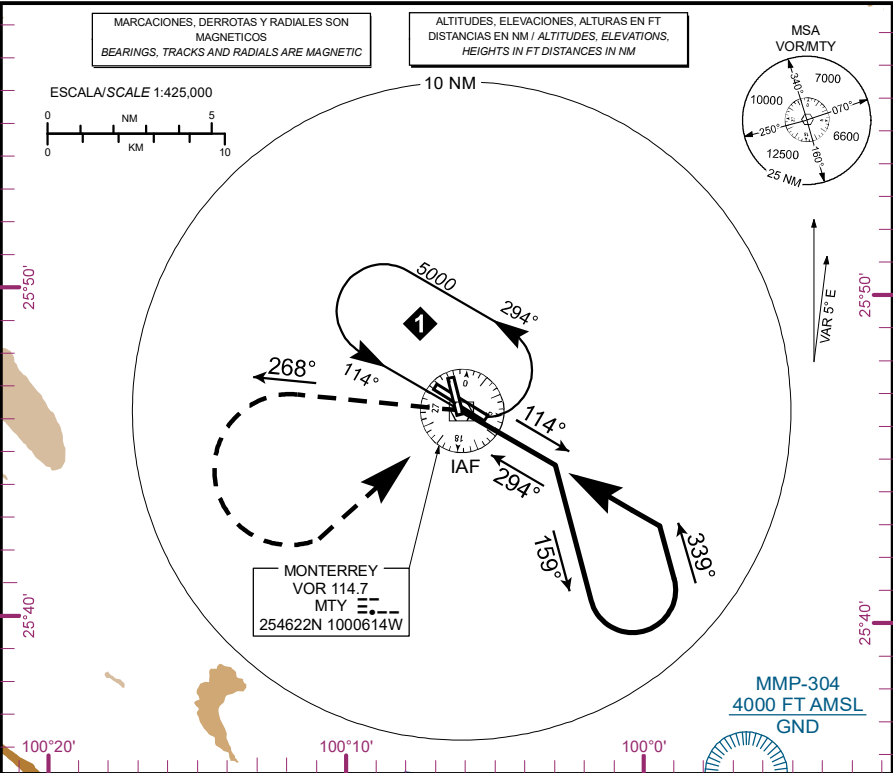 MARCACIONES, DERROTAS Y RADIALES SON
MAGNETICOS
BEARINGS, TRACKS AND RADIALS ARE MAGNETIC
ALTITUDES, ELEVACIONES, ALTURAS EN FT
DISTANCIAS EN NM / ALTITUDES, ELEVATIONS,
HEIGHTS IN FT DISTANCES IN NM
MSA
VOR/MTY
340°
7000
10000
070°
250°
6600
12500
160°
25 NM
ESCALA/SCALE 1:425,000
0 NM 5
0 KM 10
10 NM
VAR 5° E
25°50'
25°50'
5000
294°
1
114°
268°
0
27
18
IAF
114°
294°
159°
339°
MONTERREY
VOR 114.7
MTY
254622N 1000614W
25°40'
25°40'
MMP-304
4000 FT AMSL
GND
100°20'
100°10'
100°0'